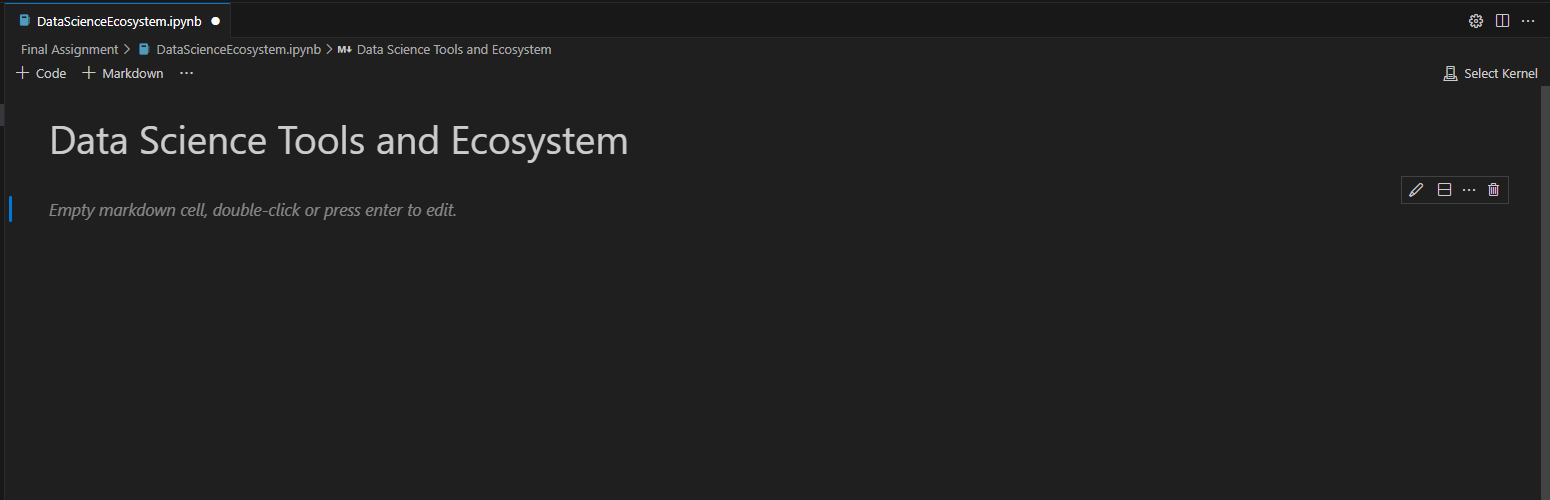 DataScienceEcosystem.ipynb
Final Assignment > DataScienceEcosystem.ipynb > M↓ Data Science Tools and Ecosystem
+ Code + Markdown ... Select Kernel
Data Science Tools and Ecosystem
Empty markdown cell, double-click or press enter to edit.